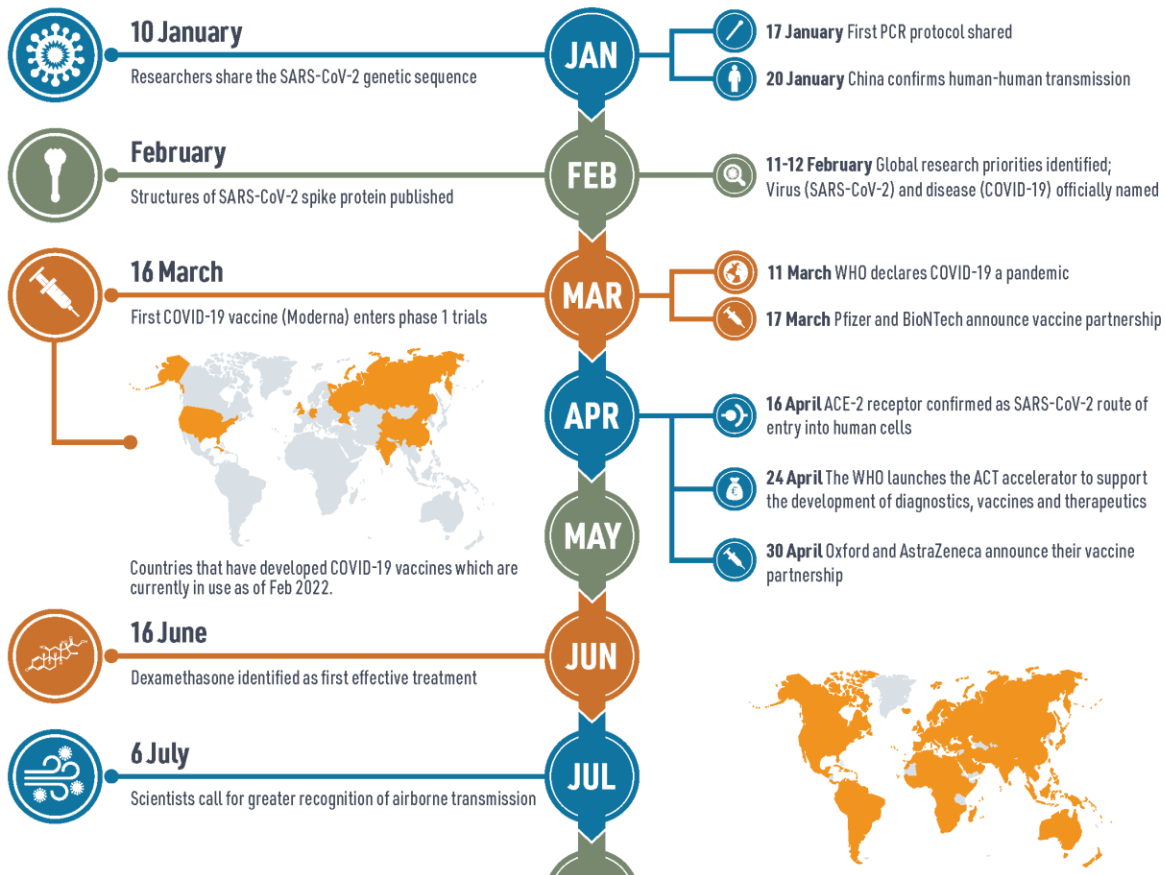 10 January
Researchers share the SARS-CoV-2 genetic sequence
JAN
17 January First PCR protocol shared
20 January China confirms human-human transmission
February
Structures of SARS-CoV-2 spike protein published
FEB
11-12 February Global research priorities identified;
Virus (SARS-CoV-2) and disease (COVID-19) officially named
16 March
First COVID-19 vaccine (Moderna) enters phase 1 trials
MAR
11 March WHO declares COVID-19 a pandemic
17 March Pfizer and BioNTech announce vaccine partnership
APR
16 April ACE-2 receptor confirmed as SARS-CoV-2 route of
entry into human cells
24 April The WHO launches the ACT accelerator to support
the development of diagnostics, vaccines and therapeutics
€
MAY
30 April Oxford and AstraZeneca announce their vaccine
partnership
Countries that have developed COVID-19 vaccines which are
currently in use as of Feb 2022.
16 June
Dexamethasone identified as first effective treatment
JUN
6 July
Scientists call for greater recognition of airborne transmission
JUL